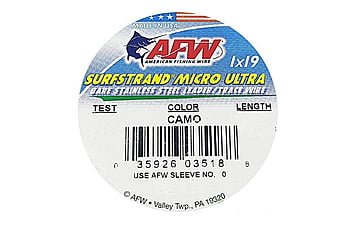 MADE IN USA
AFW
AMERICAN FISHING WIRE
1x19
SURFSTRAND MICRO ULTRA
BARE STAINLESS STEEL LEADER/TRACE WIRE
TEST COLOR LENGTH
CAMO
0 35926 03518 8
USE AFW SLEEVE NO. 0
© AFW • Valley Twp., PA 19320